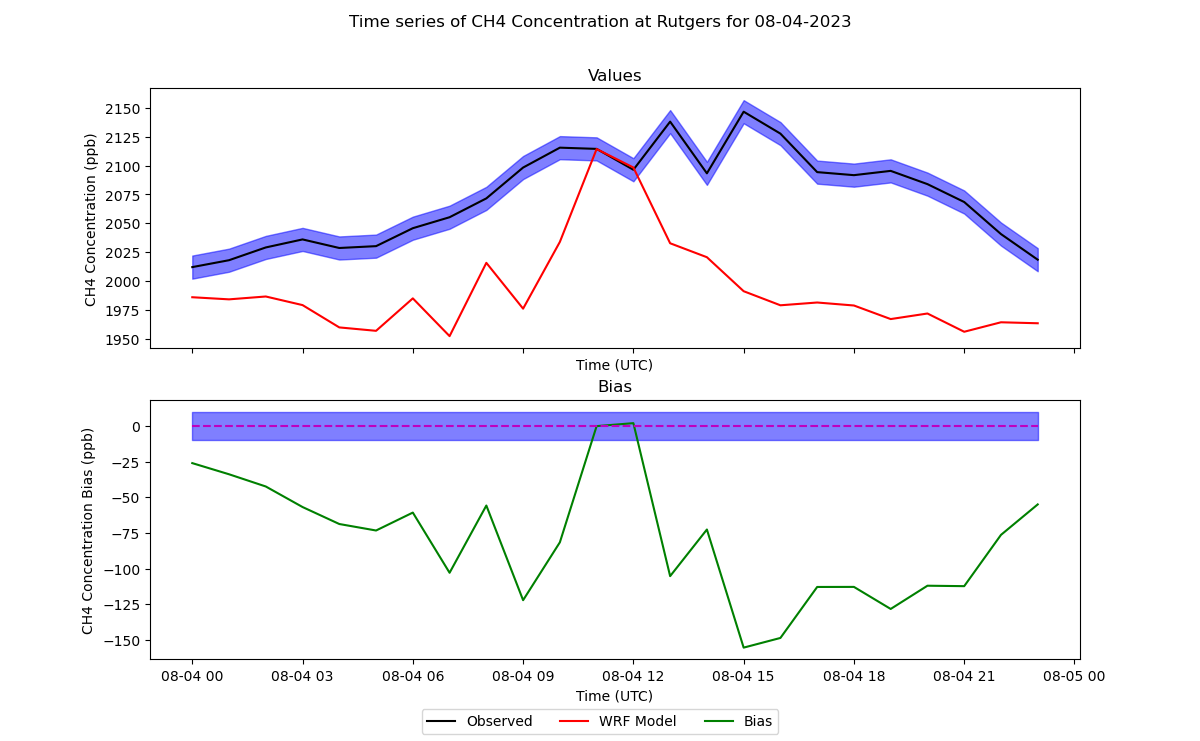 Time series of CH4 Concentration at Rutgers for 08-04-2023
Values
CH4 Concentration (ppb)
2150
2125
2100
2075
2050
2025
2000
1975
1950
Time (UTC)
Bias
CH4 Concentration Bias (ppb)
0
−25
−50
−75
−100
−125
−150
08-04 00 08-04 03 08-04 06 08-04 09 08-04 12 08-04 15 08-04 18 08-04 21 08-05 00
Time (UTC)
Observed WRF Model Bias